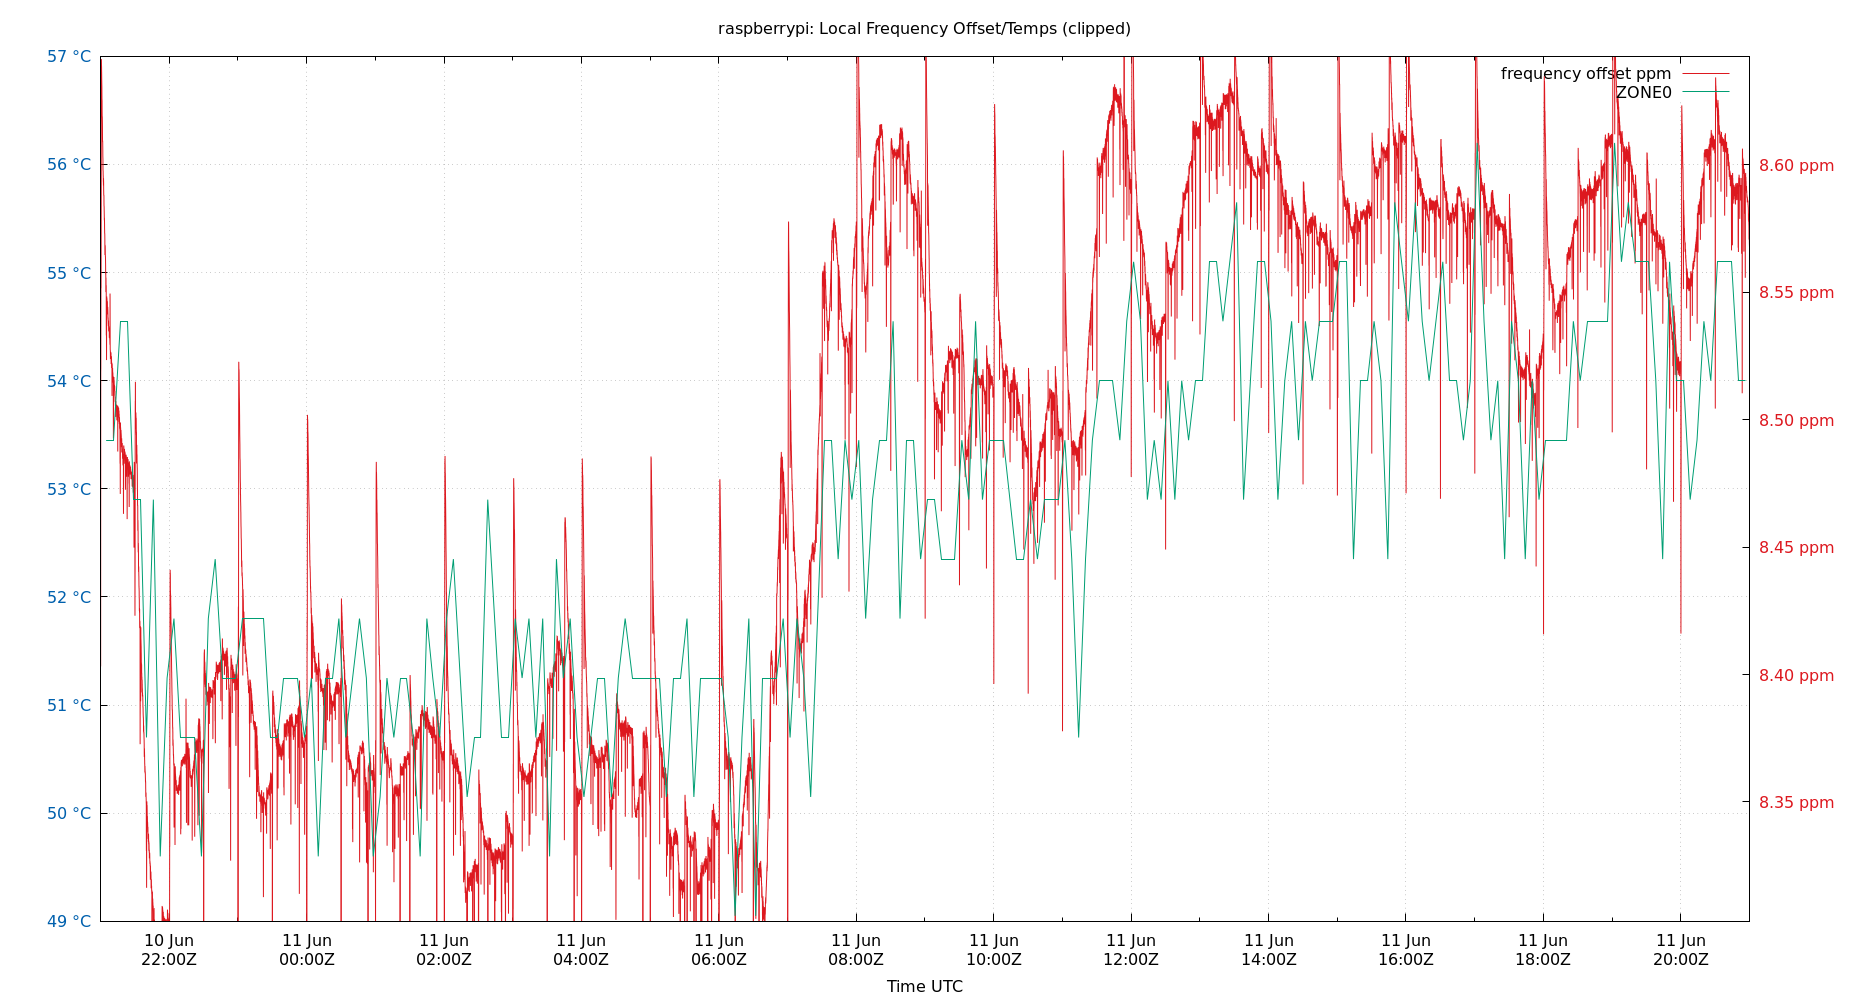 raspberrypi: Local Frequency Offset/Temps (clipped)
57 °C
56 °C
55 °C
54 °C
53 °C
52 °C
51 °C
50 °C
49 °C
frequency offset ppm
ZONE0
8.60 ppm
8.55 ppm
8.50 ppm
8.45 ppm
8.40 ppm
8.35 ppm
10 Jun
22:00Z
11 Jun
00:00Z
11 Jun
02:00Z
11 Jun
04:00Z
11 Jun
06:00Z
11 Jun
08:00Z
11 Jun
10:00Z
11 Jun
12:00Z
11 Jun
14:00Z
11 Jun
16:00Z
11 Jun
18:00Z
11 Jun
20:00Z
Time UTC